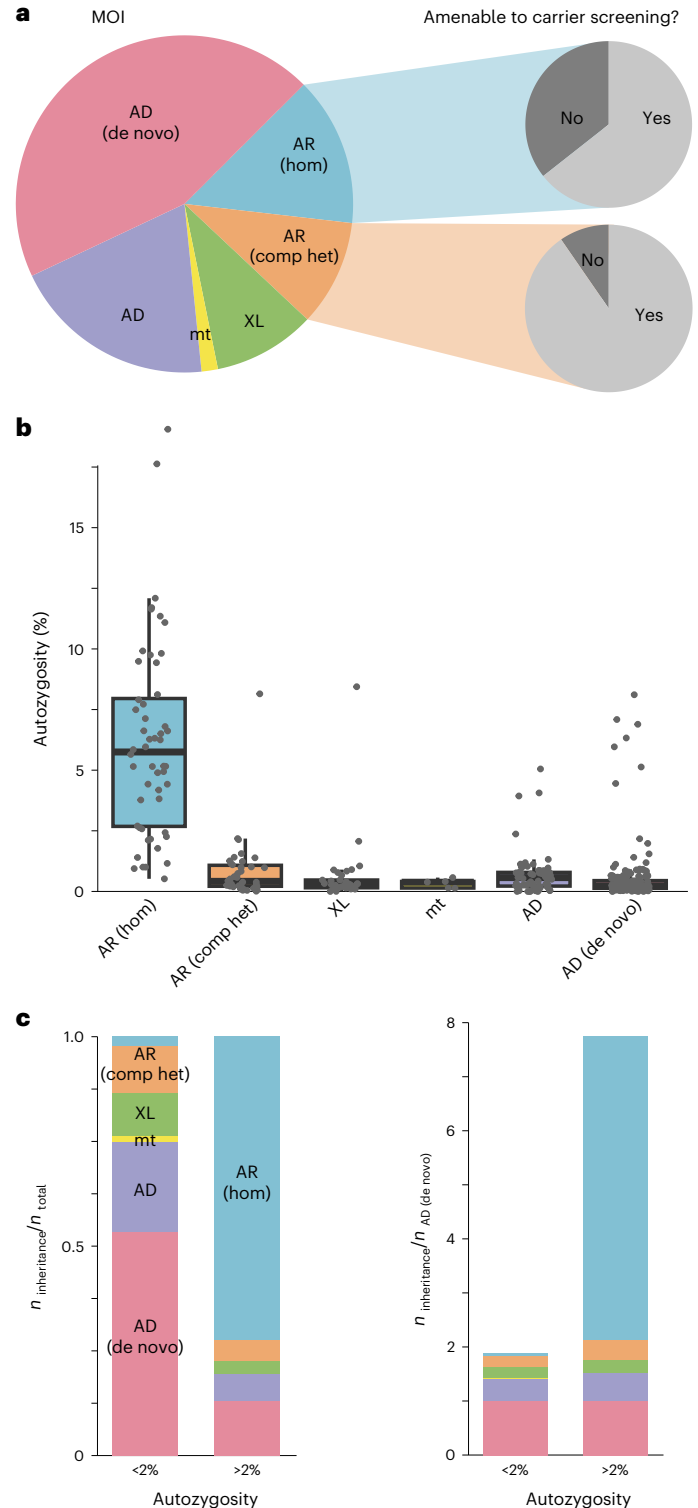 a
MOI
Amenable to carrier screening?
AD
(de novo)
AR
(hom)
AR
(comp het)
XL
mt
AD
No
Yes
No
Yes
b
Autozygosity (%)
15
10
5
0
AR (hom)
AR (comp het)
XL
mt
AD
AD (de novo)
c
n inheritance/n total
1.0
0.5
0
AR
(comp het)
XL
mt
AD
AD
(de novo)
AR
(hom)
<2%
>2%
Autozygosity
n inheritance/n AD (de novo)
8
6
4
2
0
<2%
>2%
Autozygosity